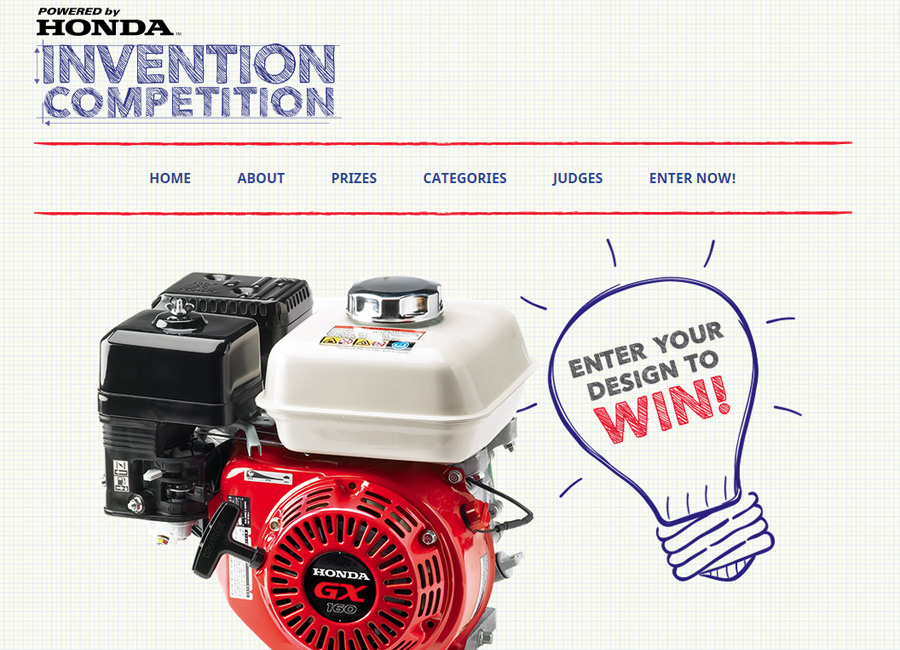 POWERED by
HONDA™
INVENTION
COMPETITION
HOME ABOUT PRIZES CATEGORIES JUDGES ENTER NOW!
ENTER YOUR
DESIGN TO
WIN!
HONDA
GX
160